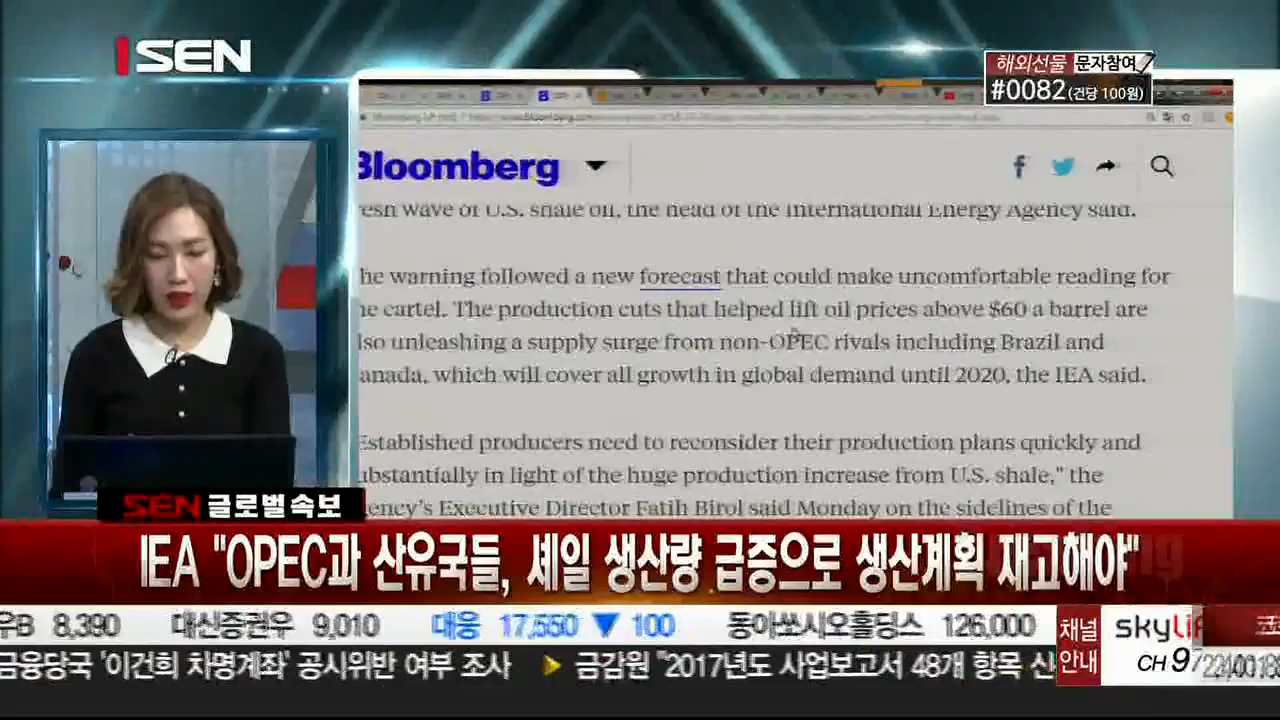 SEN
해외선물 문자참여
#0082(건당 100원)
Bloomberg
esh wave of U.S. shale oil, the head of the International Energy Agency said.
he warning followed a new forecast that could make uncomfortable reading for
e cartel. The production cuts that helped lift oil prices above $60 a barrel are
lso unleashing a supply surge from non-OPEC rivals including Brazil and
anada, which will cover all growth in global demand until 2020, the IEA said.
Established producers need to reconsider their production plans quickly and
ubstantially in light of the huge production increase from U.S. shale," the
ency's Executive Director Fatih Birol said Monday on the sidelines of the
SEN 글로벌속보
IEA "OPEC과 산유국들, 셰일 생산량 급증으로 생산계획 재고해야"
우B 8,390 대신증권우 9,010 대웅 17,550 ▼ 100 동아쏘시오홀딩스 126,000
금융당국 '이건희 차명계좌' 공시위반 여부 조사 ▶ 금감원 "2017년도 사업보고서 48개 항목 신
채널
안내
skyLi
CH 9